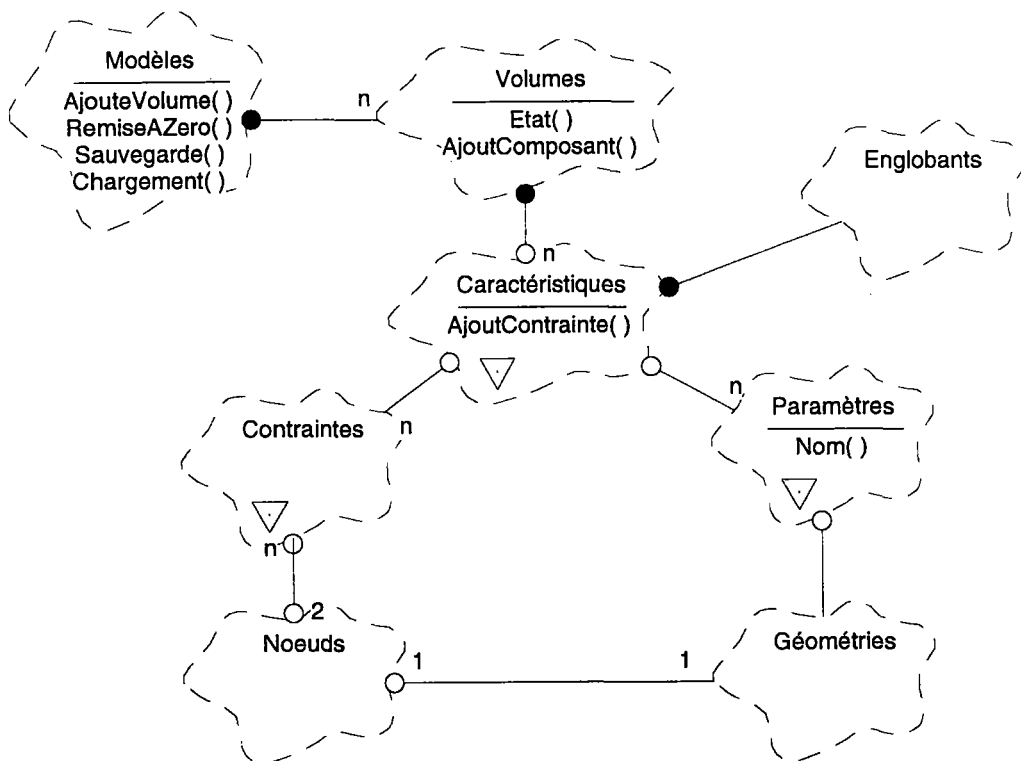 Modèles
AjouteVolume( )
RemiseAZero( )
Sauvegarde( )
Chargement( )
n
Volumes
Etat( )
AjoutComposant( )
Englobants
n
Caractéristiques
AjoutContrainte( )
n
Contraintes
n
Paramètres
Nom( )
n
2
Noeuds
1
1
Géométries